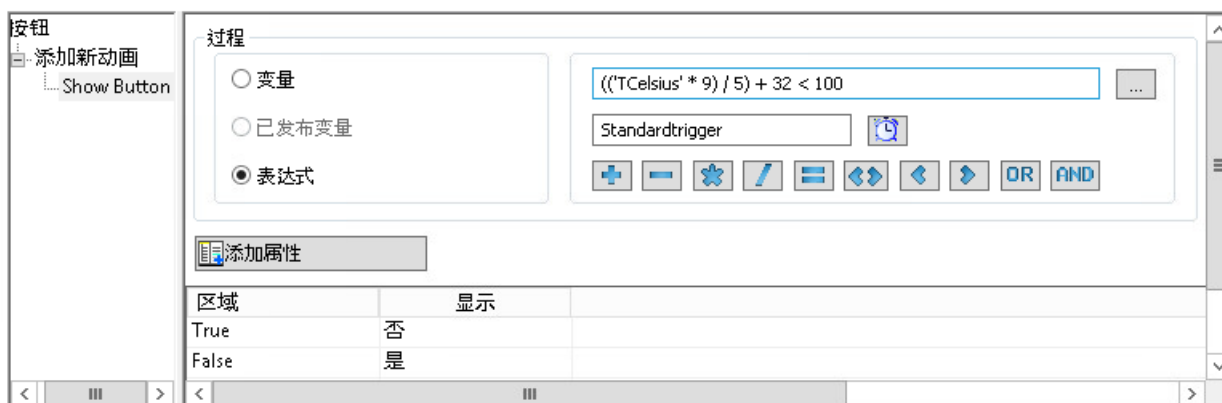 按钮
添加新动画
Show Button
过程
变量
(('TCelsius' * 9) / 5) + 32 < 100
...
已发布变量
Standardtrigger
表达式
OR AND
添加属性
区域 显示
True 否
False 是